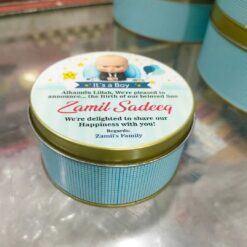 It's a Boy
Alhamdu Lillah, We're pleased to
announce... the Birth of our beloved Son
Zamil Sadeeq
We're delighted to share our
Happiness with you!
Regards:
Zamil's Family